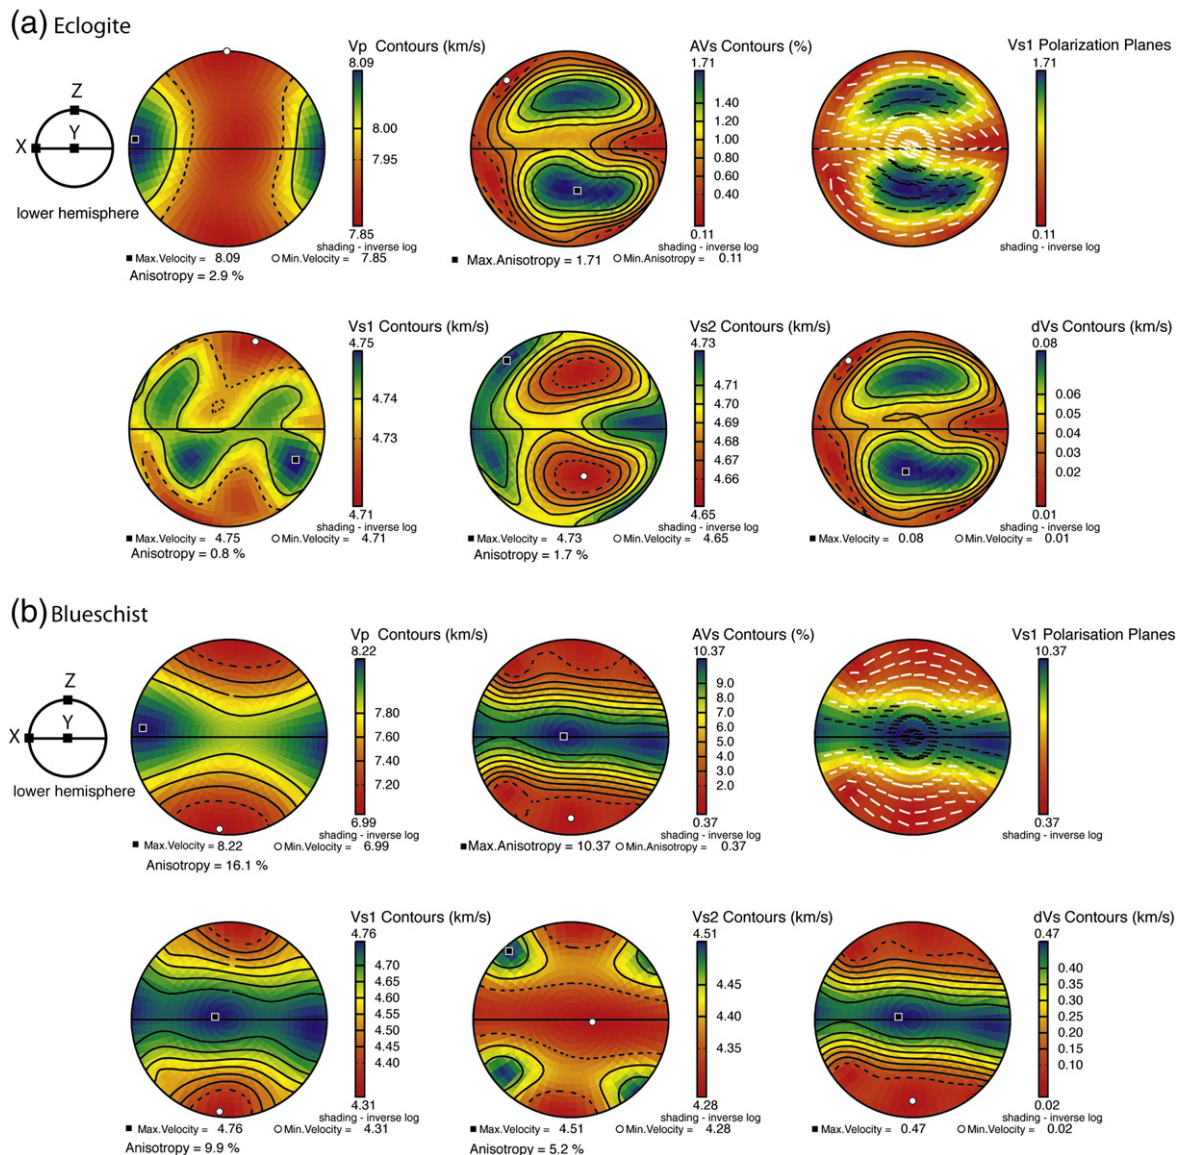 (a) Eclogite
Vp Contours (km/s)
8.09
8.00
7.95
7.85
shading - inverse log
Max.Velocity = 8.09 Min.Velocity = 7.85
Anisotropy = 2.9 %
Z
Y
X
lower hemisphere
AVs Contours (%)
1.71
1.40
1.00
0.80
0.60
0.40
0.11
shading - inverse log
Max.Anisotropy = 1.71 Min.Anisotropy = 0.11
Vs1 Polarization Planes
1.71
0.11
Vs1 Contours (km/s)
4.75
4.74
4.73
4.71
shading - inverse log
Max.Velocity = 4.75 Min.Velocity = 4.71
Anisotropy = 0.8 %
Vs2 Contours (km/s)
4.73
4.71
4.70
4.69
4.68
4.67
4.66
4.65
shading - inverse log
Max.Velocity = 4.73 Min.Velocity = 4.65
Anisotropy = 1.7 %
dVs Contours (km/s)
0.08
0.06
0.05
0.04
0.03
0.02
0.01
shading - inverse log
Max.Velocity = 0.08 Min.Velocity = 0.01
(b) Blueschist
Vp Contours (km/s)
8.22
7.80
7.60
7.40
7.20
6.99
shading - inverse log
Max.Velocity = 8.22 Min.Velocity = 6.99
Anisotropy = 16.1 %
Z
Y
X
lower hemisphere
AVs Contours (%)
10.37
9.0
8.0
7.0
6.0
5.0
4.0
3.0
2.0
0.37
shading - inverse log
Max.Anisotropy = 10.37 Min.Anisotropy = 0.37
Vs1 Polarisation Planes
10.37
0.37
shading - inverse log
Vs1 Contours (km/s)
4.76
4.70
4.65
4.60
4.55
4.50
4.45
4.40
4.31
shading - inverse log
Max.Velocity = 4.76 Min.Velocity = 4.31
Anisotropy = 9.9 %
Vs2 Contours (km/s)
4.51
4.45
4.40
4.35
4.28
shading - inverse log
Max.Velocity = 4.51 Min.Velocity = 4.28
Anisotropy = 5.2 %
dVs Contours (km/s)
0.47
0.40
0.35
0.30
0.25
0.20
0.15
0.10
0.02
shading - inverse log
Max.Velocity = 0.47 Min.Velocity = 0.02